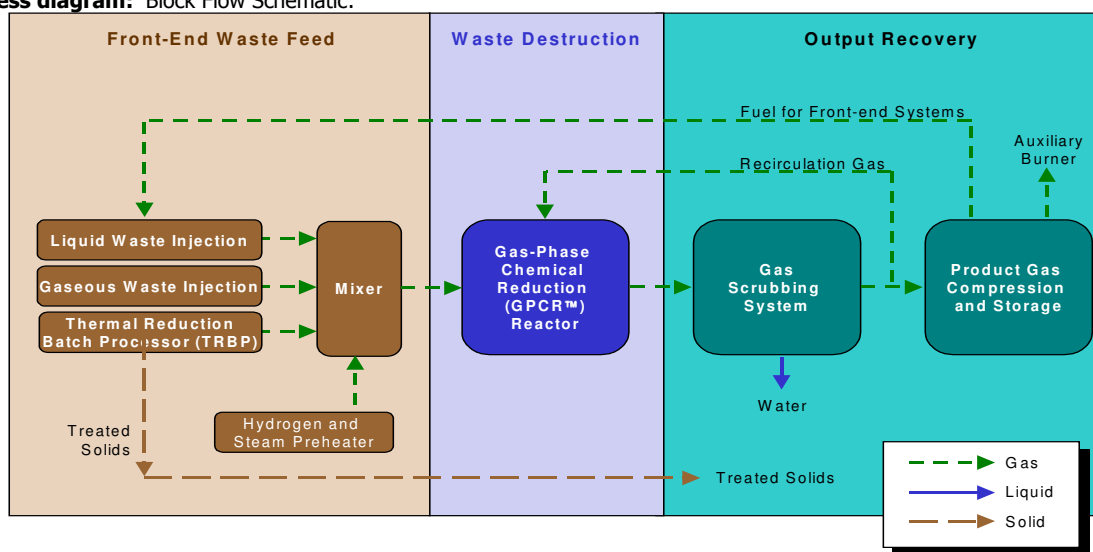 ess diagram: Block Flow Schematic.
Front-End Waste Feed
Waste Destruction
Output Recovery
Fuel for Front-end Systems
Auxiliary
Burner
Recirculation Gas
Liquid Waste Injection
Gaseous Waste Injection
Thermal Reduction
Batch Processor (TRBP)
Mixer
Gas-Phase
Chemical
Reduction
(GPCR™)
Reactor
Gas
Scrubbing
System
Product Gas
Compression
and Storage
Hydrogen and
Steam Preheater
Water
Treated
Solids
Treated Solids
Gas
Liquid
Solid